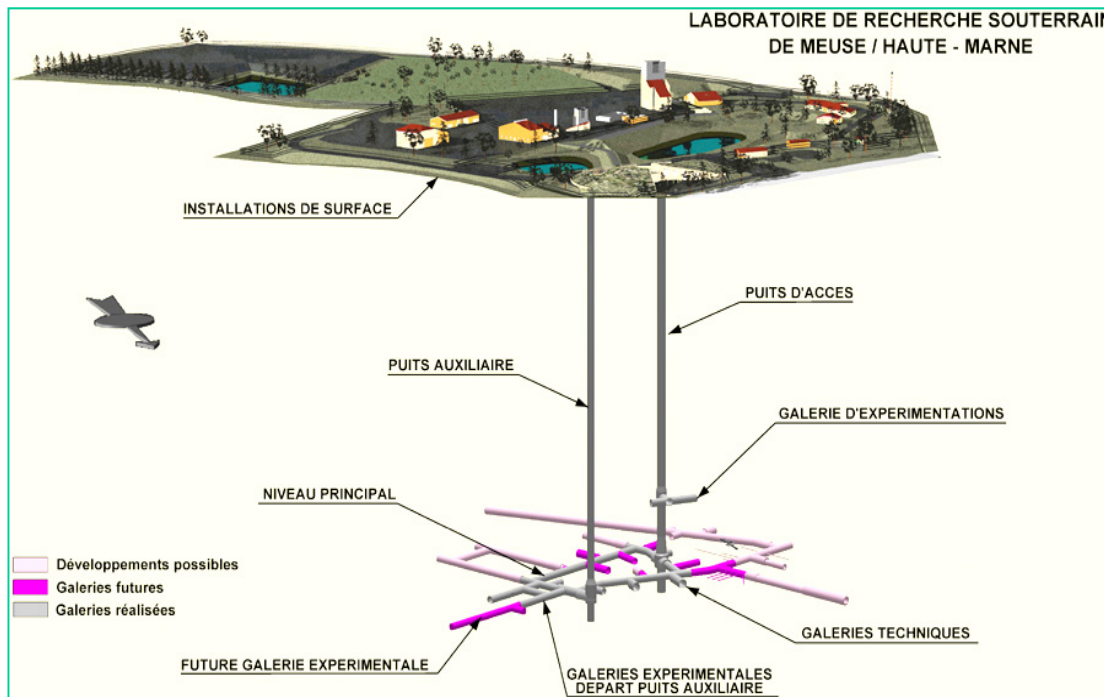 LABORATOIRE DE RECHERCHE SOUTERRAIN
DE MEUSE / HAUTE - MARNE
INSTALLATIONS DE SURFACE
PUITS D'ACCES
PUITS AUXILIAIRE
GALERIE D'EXPERIMENTATIONS
NIVEAU PRINCIPAL
Développements possibles
Galeries futures
Galeries réalisées
GALERIES TECHNIQUES
FUTURE GALERIE EXPERIMENTALE
GALERIES EXPERIMENTALES
DEPART PUITS AUXILIAIRE